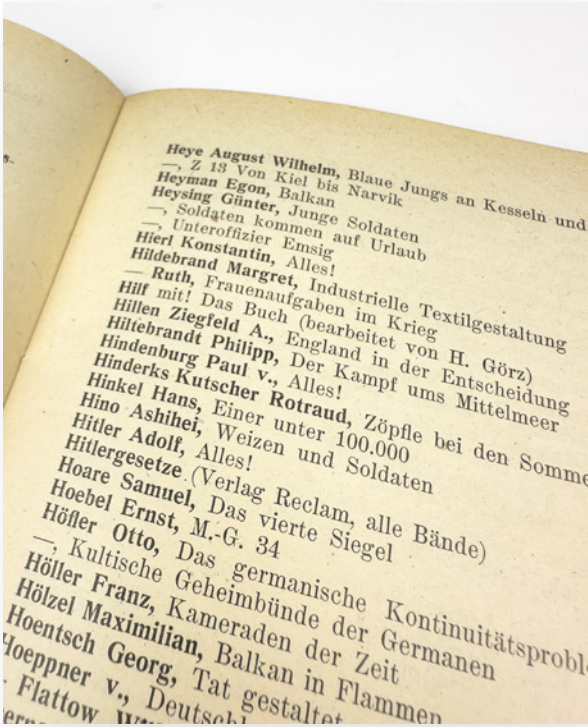 Heye August Wilhelm, Blaue Jungs an Kesseln und
—, Z 13 Von Kiel bis Narvik
Heyman Egon, Balkan
Heysing Günter, Junge Soldaten
—, Soldaten kommen auf Urlaub
—, Unteroffizier Emsig
Hierl Konstantin, Alles!
Hildebrand Margret, Industrielle Textilgestaltung
— Ruth, Frauenaufgaben im Krieg
Hilf mit! Das Buch (bearbeitet von H. Görz)
Hillen Ziegfeld A., England in der Entscheidung
Hiltebrandt Philipp, Der Kampf ums Mittelmeer
Hindenburg Paul v., Alles!
Hinderks Kutscher Rotraud, Zöpfle bei den Somme
Hinkel Hans, Einer unter 100.000
Hino Ashihei, Weizen und Soldaten
Hitler Adolf, Alles!
Hitlergesetze (Verlag Reclam, alle Bände)
Hoare Samuel, Das vierte Siegel
Hoebel Ernst, M.-G. 34
Höfler Otto, Das germanische Kontinuitätsproble
—, Kultische Geheimbünde der Germanen
Höller Franz, Kameraden der Zeit
Hölzel Maximilian, Balkan in Flammen
Hoentsch Georg, Tat gestaltet
Hoeppner v., Deutschl
Flattow